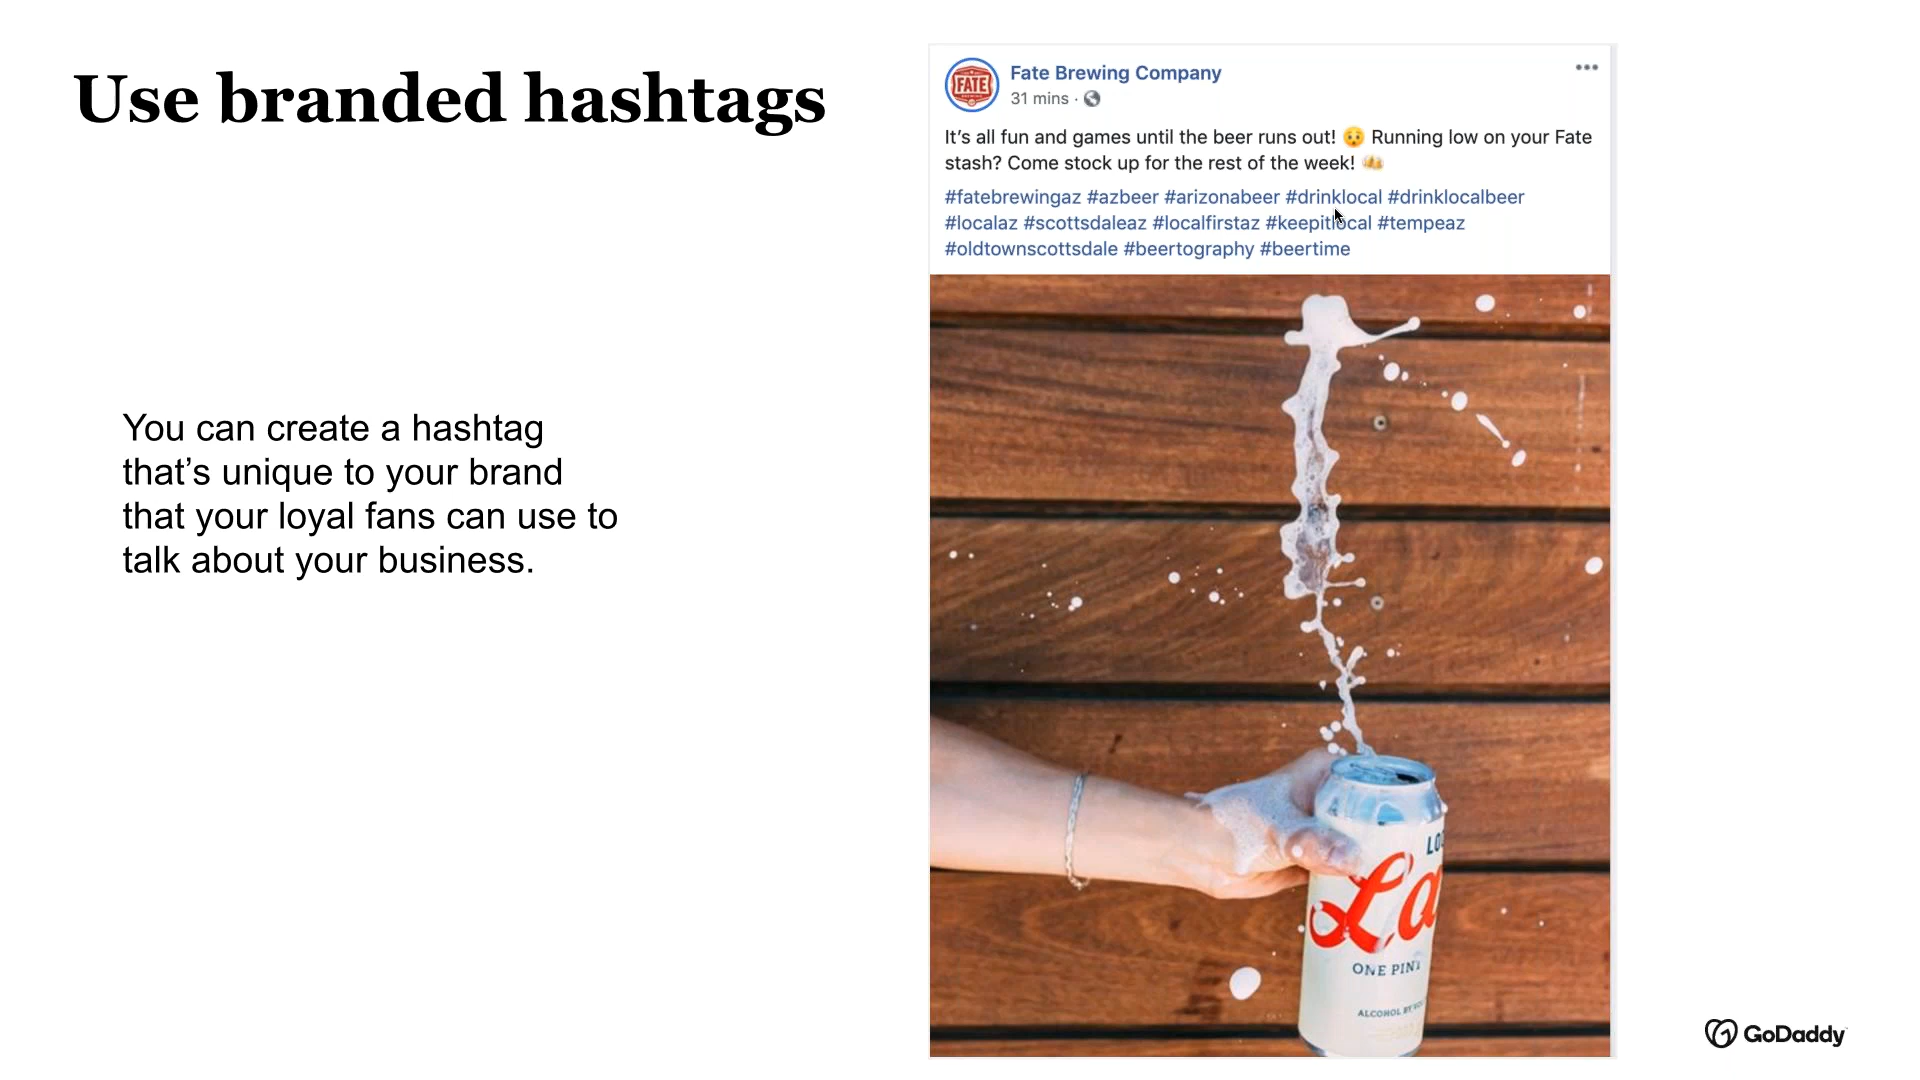 Use branded hashtags
You can create a hashtag
that’s unique to your brand
that your loyal fans can use to
talk about your business.
FATE
Fate Brewing Company
31 mins ·
It’s all fun and games until the beer runs out! 😯 Running low on your Fate
stash? Come stock up for the rest of the week! 🍻
#fatebrewingaz #azbeer #arizonabeer #drinklocal #drinklocalbeer
#localaz #scottsdaleaz #localfirstaz #keepitlocal #tempeaz
#oldtownscottsdale #beertography #beertime
La
ONE PINT
ALCOHOL BY
GoDaddy